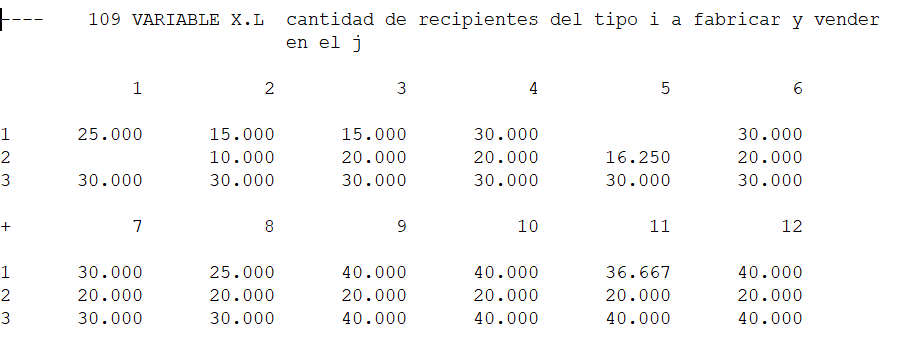 ---- 109 VARIABLE X.L cantidad de recipientes del tipo i a fabricar y vender
en el j
1 2 3 4 5 6
1 25.000 15.000 15.000 30.000 30.000
2 10.000 20.000 20.000 16.250 20.000
3 30.000 30.000 30.000 30.000 30.000 30.000
+ 7 8 9 10 11 12
1 30.000 25.000 40.000 40.000 36.667 40.000
2 20.000 20.000 20.000 20.000 20.000 20.000
3 30.000 30.000 40.000 40.000 40.000 40.000